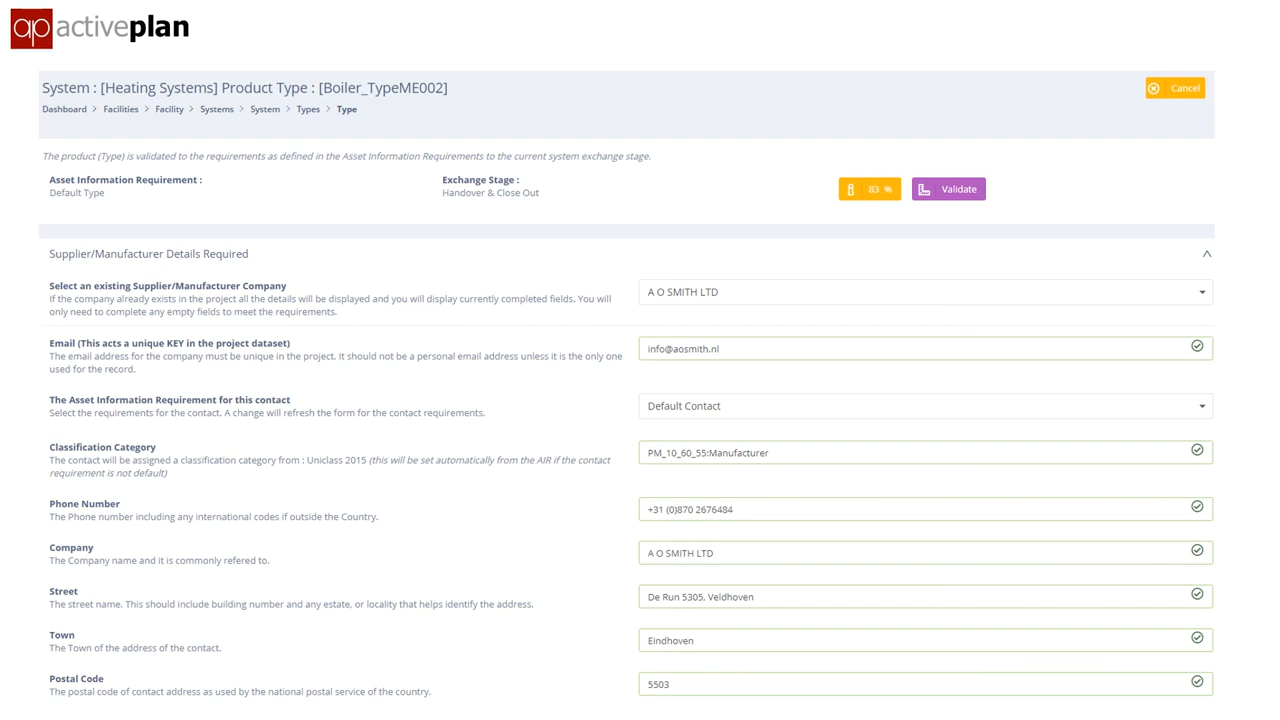 ap activeplan
System : [Heating Systems] Product Type : [Boiler_TypeME002]
Cancel
Dashboard > Facilities > Facility > Systems > System > Types > Type
The product (Type) is validated to the requirements as defined in the Asset Information Requirements to the current system exchange stage.
Asset Information Requirement :
Default Type
Exchange Stage :
Handover & Close Out
83 %
Validate
Supplier/Manufacturer Details Required
Select an existing Supplier/Manufacturer Company
If the company already exists in the project all the details will be displayed and you will display currently completed fields. You will
only need to complete any empty fields to meet the requirements.
A O SMITH LTD
Email (This acts a unique KEY in the project dataset)
The email address for the company must be unique in the project. It should not be a personal email address unless it is the only one
used for the record.
info@aosmith.nl
The Asset Information Requirement for this contact
Select the requirements for the contact. A change will refresh the form for the contact requirements.
Default Contact
Classification Category
The contact will be assigned a classification category from : Uniclass 2015 (this will be set automatically from the AIR if the contact
requirement is not default)
PM_10_60_55:Manufacturer
Phone Number
The Phone number including any international codes if outside the Country.
+31 (0)870 2676484
Company
The Company name and it is commonly refered to.
A O SMITH LTD
Street
The street name. This should include building number and any estate, or locality that helps identify the address.
De Run 5305, Veldhoven
Town
The Town of the address of the contact.
Eindhoven
Postal Code
The postal code of contact address as used by the national postal service of the country.
5503